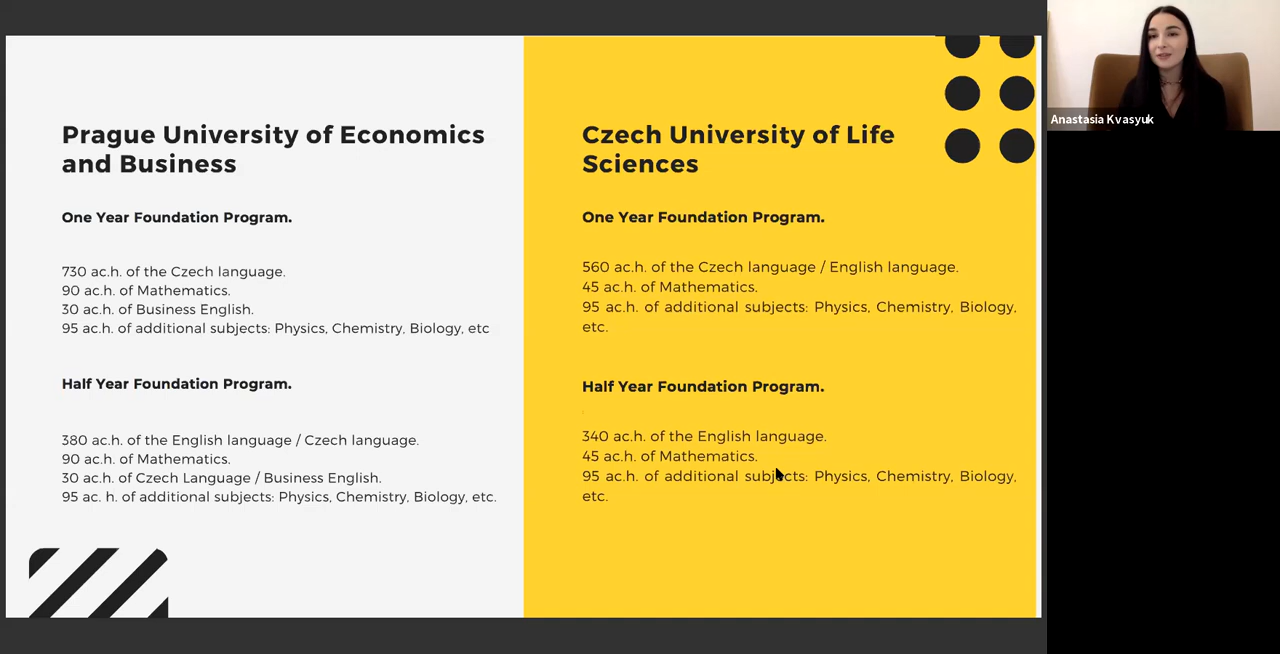 Prague University of Economics
and Business
One Year Foundation Program.
730 ac.h. of the Czech language.
90 ac.h. of Mathematics.
30 ac.h. of Business English.
95 ac.h. of additional subjects: Physics, Chemistry, Biology, etc
Half Year Foundation Program.
380 ac.h. of the English language / Czech language.
90 ac.h. of Mathematics.
30 ac.h. of Czech Language / Business English.
95 ac. h. of additional subjects: Physics, Chemistry, Biology, etc.
Czech University of Life
Sciences
One Year Foundation Program.
560 ac.h. of the Czech language / English language.
45 ac.h. of Mathematics.
95 ac.h. of additional subjects: Physics, Chemistry, Biology,
etc.
Half Year Foundation Program.
340 ac.h. of the English language.
45 ac.h. of Mathematics.
95 ac.h. of additional subjects: Physics, Chemistry, Biology,
etc.
Anastasia Kvasyuk